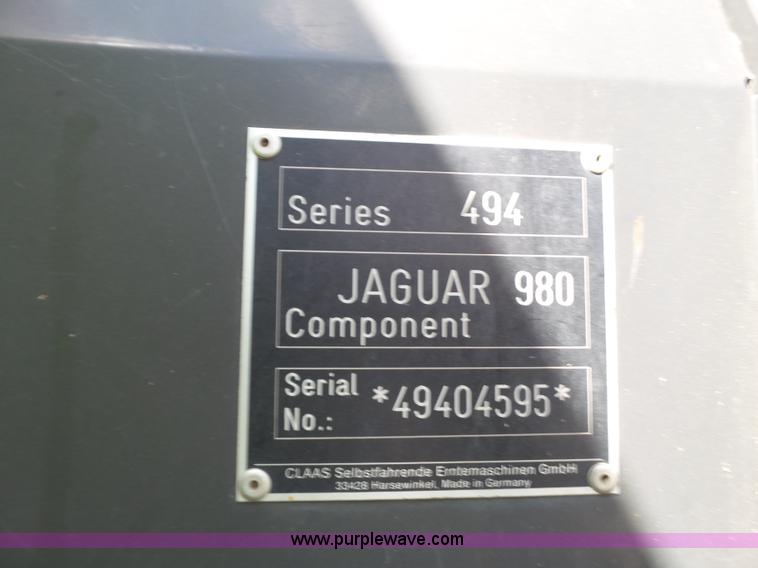 Series 494
JAGUAR 980
Component
Serial
No.: *49404595*
CLAAS Selbstfahrende Erntemaschinen GmbH
33428 Harsewinkel, Made in Germany
www.purplewave.com